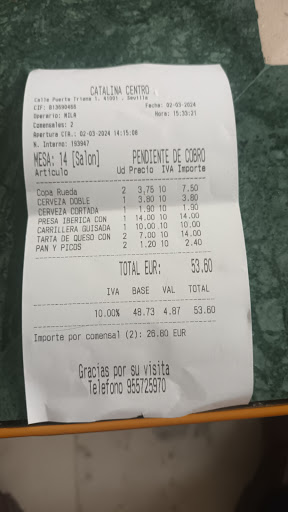 CATALINA CENTRO
Calle Puerta Triana 1, 41001 . Sevilla
CIF: B13690466 Fecha: 02-03-2024
Operario: NILM Hora: 15:33:21
Comensales: 2
Apertura CTA.: 02-03-2024 14:15:08
N. Interno: 193947
MESA: 14 [Salon] PENDIENTE DE COBRO
Articulo Ud Precio IVA Importe
Copa Rueda 2 3,75 10 7.50
CERVEZA DOBLE 1 3.80 10 3.80
CERVEZA CORTADA 1 1.90 10 1.90
PRESA IBERICA CON 1 14.00 10 14.00
CARRILLERA GUISADA 1 10.00 10 10.00
TARTA DE QUESO CON 2 7.00 10 14.00
PAN Y PICOS 2 1.20 10 2.40
TOTAL EUR: 53.60
IVA BASE VAL TOTAL
10.00% 48.73 4.87 53.60
Importe por comensal (2): 26.80 EUR
Gracias por su visita
Telefono 955725970